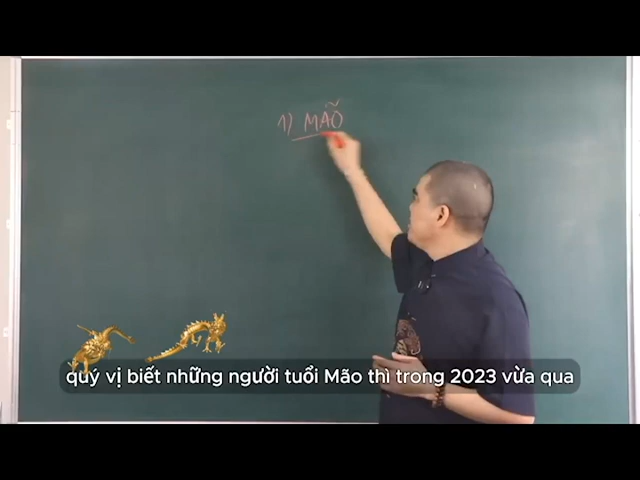 1) MÃO
quý vị biết những người tuổi Mão thì trong 2023 vừa qua